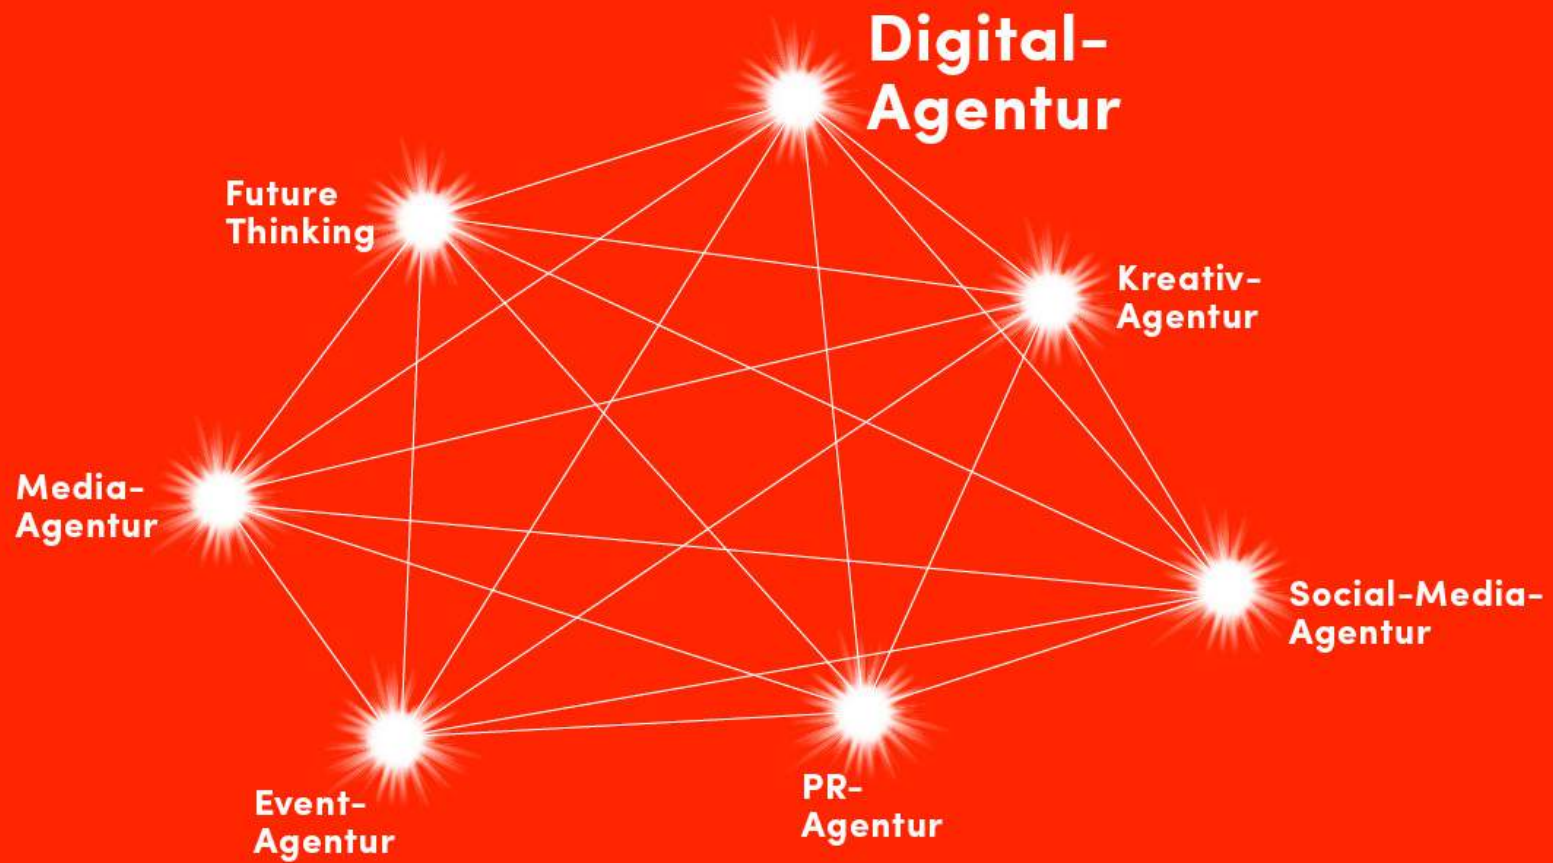 Digital-
Agentur
Future
Thinking
Kreativ-
Agentur
Media-
Agentur
Social-Media-
Agentur
PR-
Agentur
Event-
Agentur